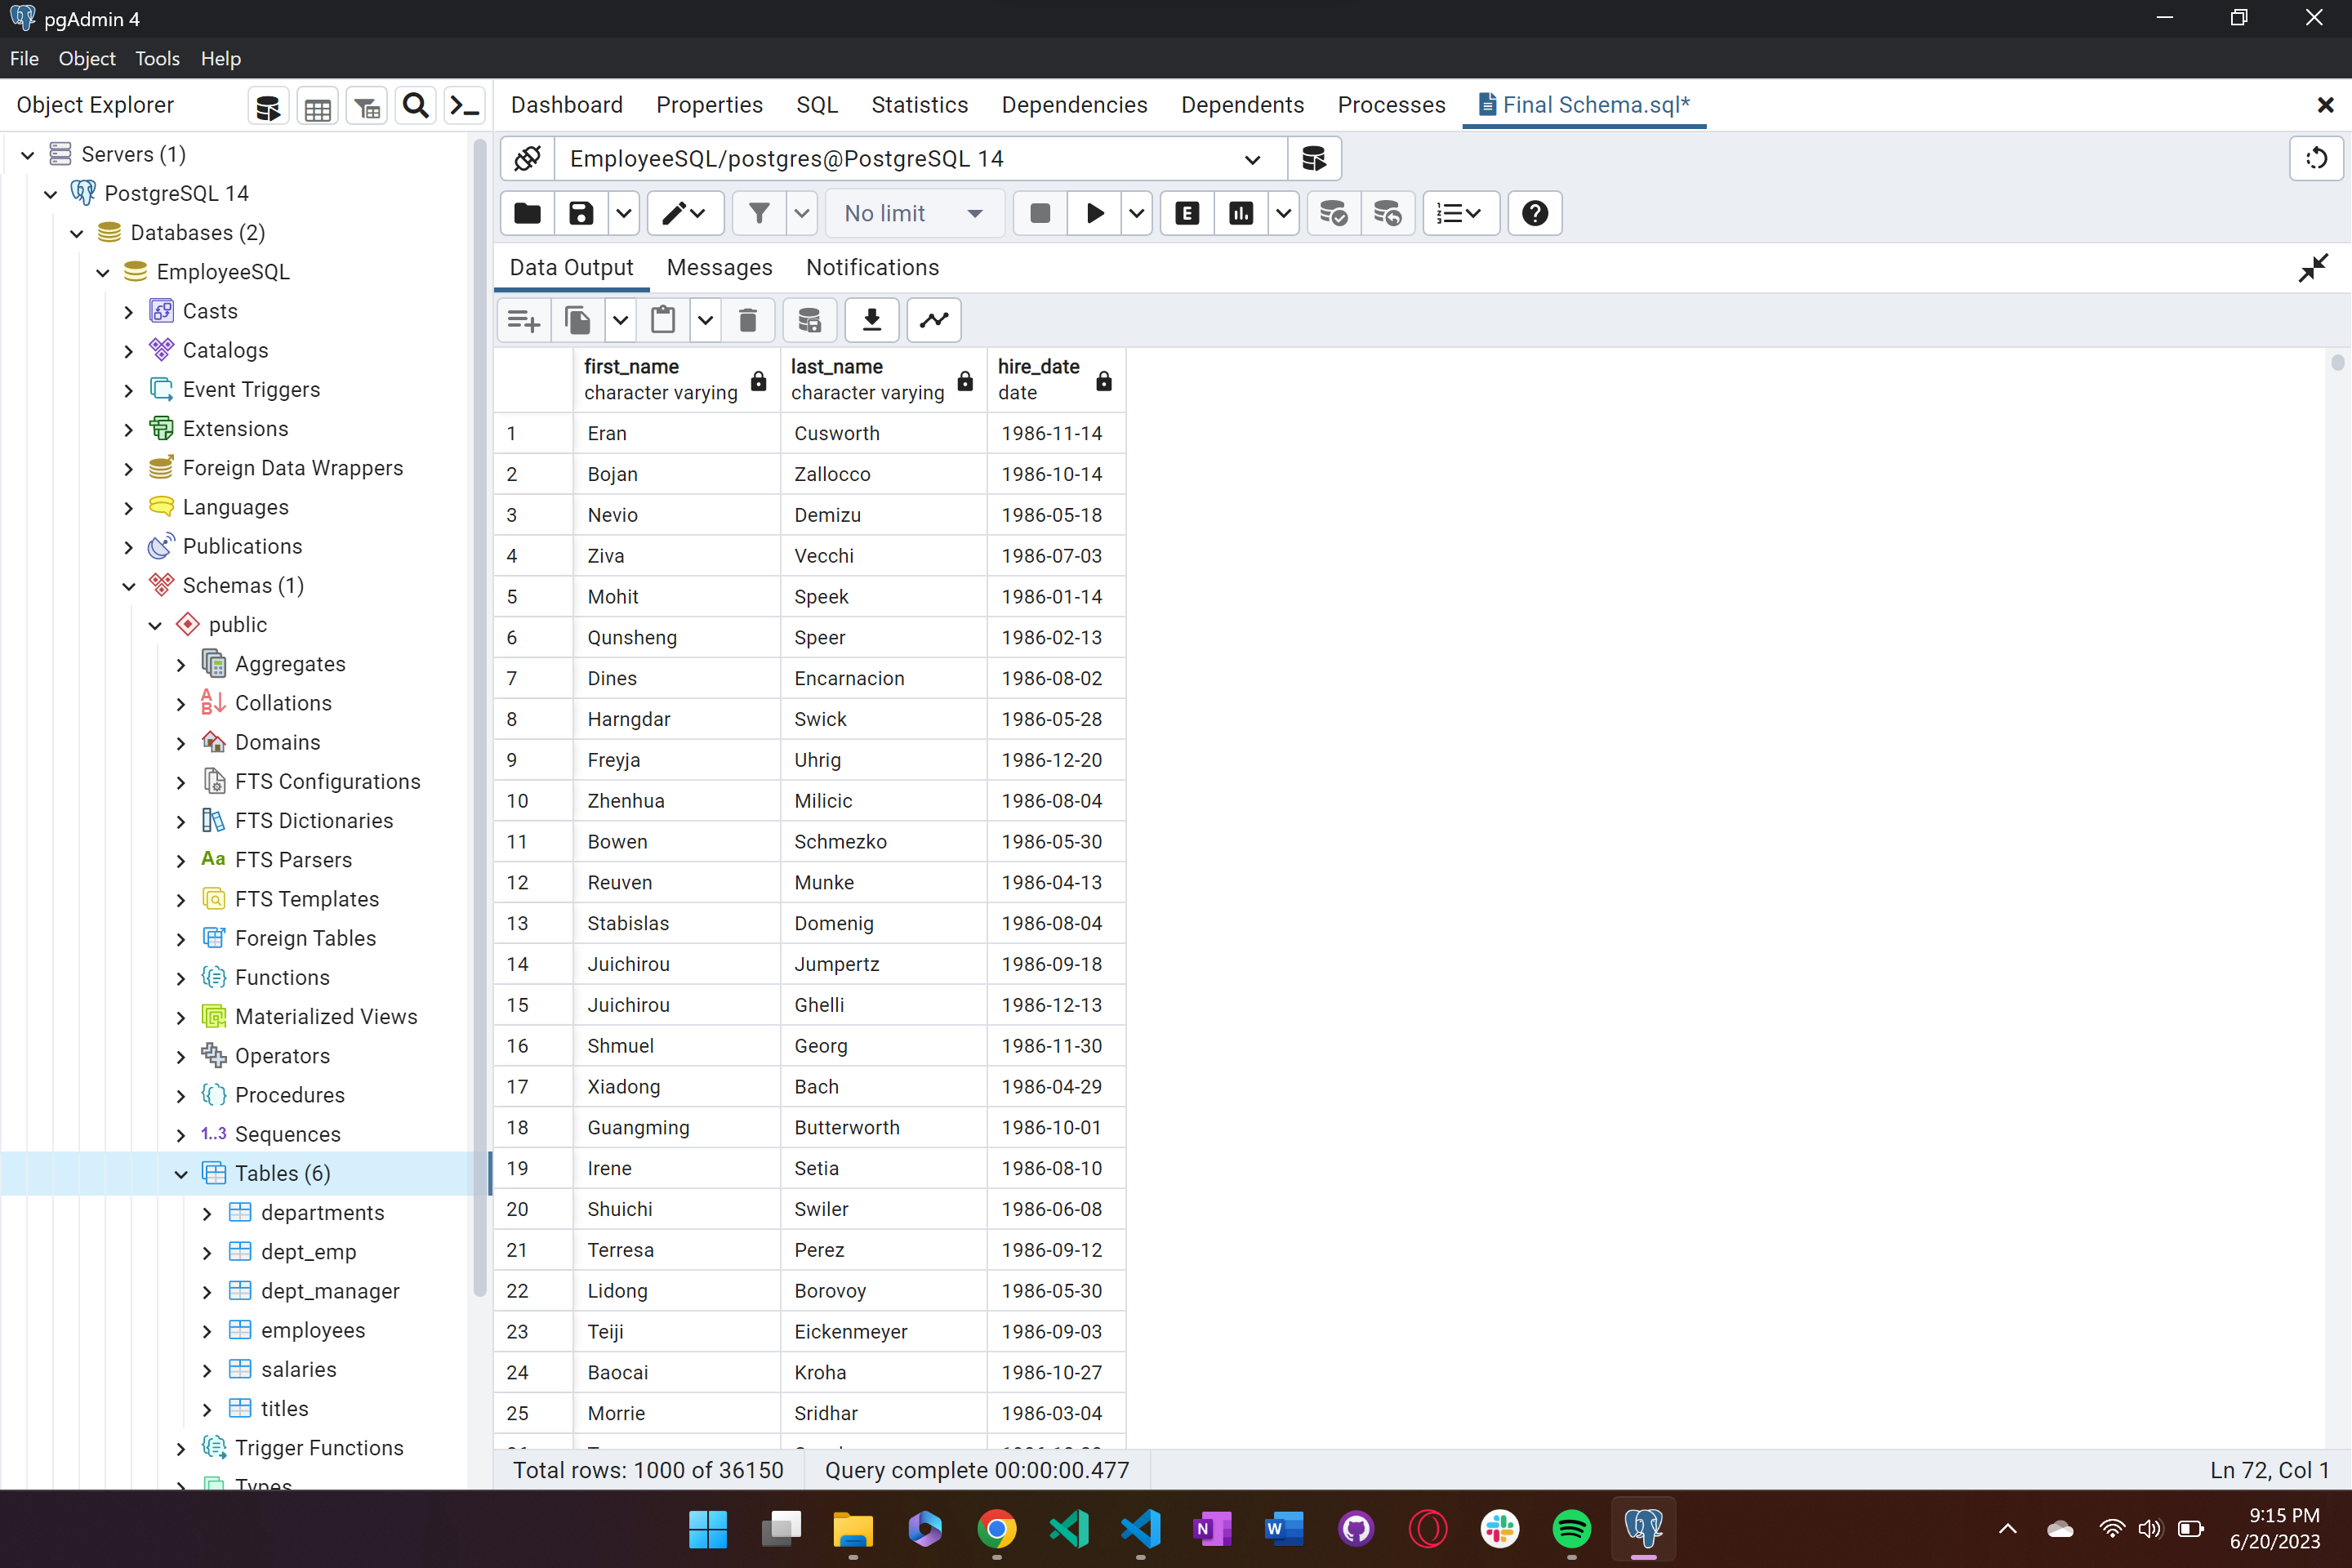 pgAdmin 4
File Object Tools Help
Object Explorer
Dashboard Properties SQL Statistics Dependencies Dependents Processes Final Schema.sql*
Servers (1)
PostgreSQL 14
Databases (2)
EmployeeSQL
Casts
Catalogs
Event Triggers
Extensions
Foreign Data Wrappers
Languages
Publications
Schemas (1)
public
Aggregates
Collations
Domains
FTS Configurations
FTS Dictionaries
Aa FTS Parsers
FTS Templates
Foreign Tables
Functions
Materialized Views
Operators
Procedures
1..3 Sequences
Tables (6)
departments
dept_emp
dept_manager
employees
salaries
titles
Trigger Functions
Types
EmployeeSQL/postgres@PostgreSQL 14
No limit
E
Data Output Messages Notifications
first_name last_name hire_date
character varying character varying date
1 Eran Cusworth 1986-11-14
2 Bojan Zallocco 1986-10-14
3 Nevio Demizu 1986-05-18
4 Ziva Vecchi 1986-07-03
5 Mohit Speek 1986-01-14
6 Qunsheng Speer 1986-02-13
7 Dines Encarnacion 1986-08-02
8 Harngdar Swick 1986-05-28
9 Freyja Uhrig 1986-12-20
10 Zhenhua Milicic 1986-08-04
11 Bowen Schmezko 1986-05-30
12 Reuven Munke 1986-04-13
13 Stabislas Domenig 1986-08-04
14 Juichirou Jumpertz 1986-09-18
15 Juichirou Ghelli 1986-12-13
16 Shmuel Georg 1986-11-30
17 Xiadong Bach 1986-04-29
18 Guangming Butterworth 1986-10-01
19 Irene Setia 1986-08-10
20 Shuichi Swiler 1986-06-08
21 Terresa Perez 1986-09-12
22 Lidong Borovoy 1986-05-30
23 Teiji Eickenmeyer 1986-09-03
24 Baocai Kroha 1986-10-27
25 Morrie Sridhar 1986-03-04
Total rows: 1000 of 36150 Query complete 00:00:00.477 Ln 72, Col 1
9:15 PM
6/20/2023